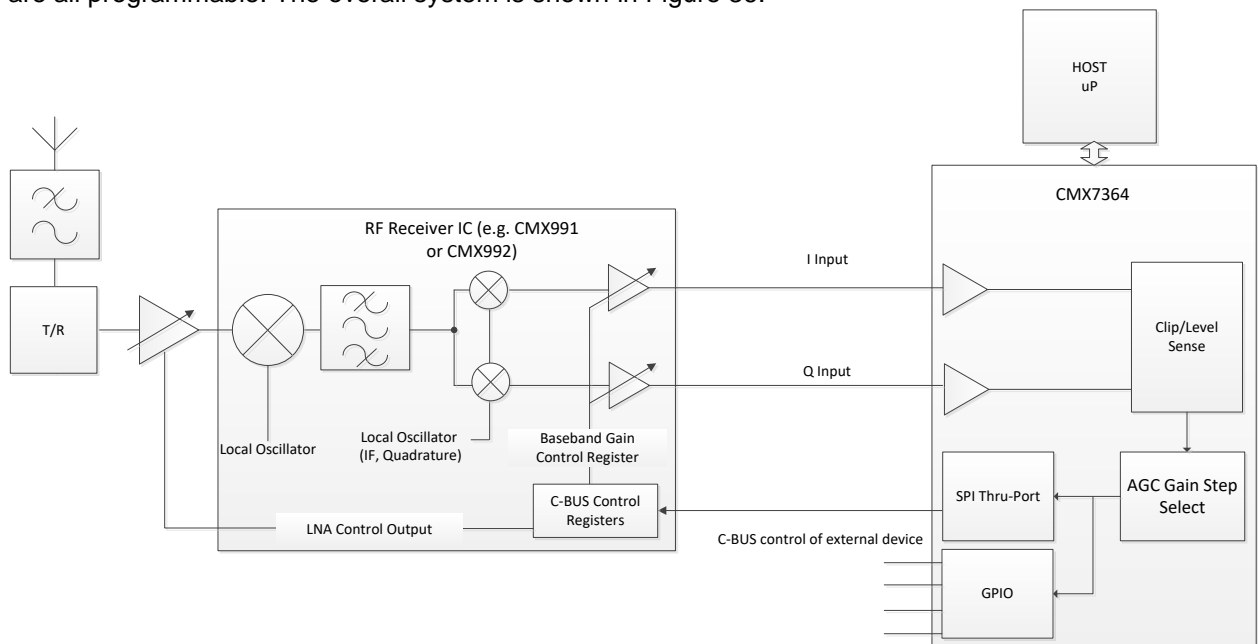 are all programmable. The overall system is shown in
HOST
uP
CMX7364
RF Receiver IC (e.g. CMX991
or CMX992)
I Input
T/R
Clip/Level
Sense
Q Input
Local Oscillator
Local Oscillator
(IF, Quadrature)
Baseband Gain
Control Register
C-BUS Control
Registers
LNA Control Output
SPI Thru-Port
AGC Gain Step
Select
C-BUS control of external device
GPIO